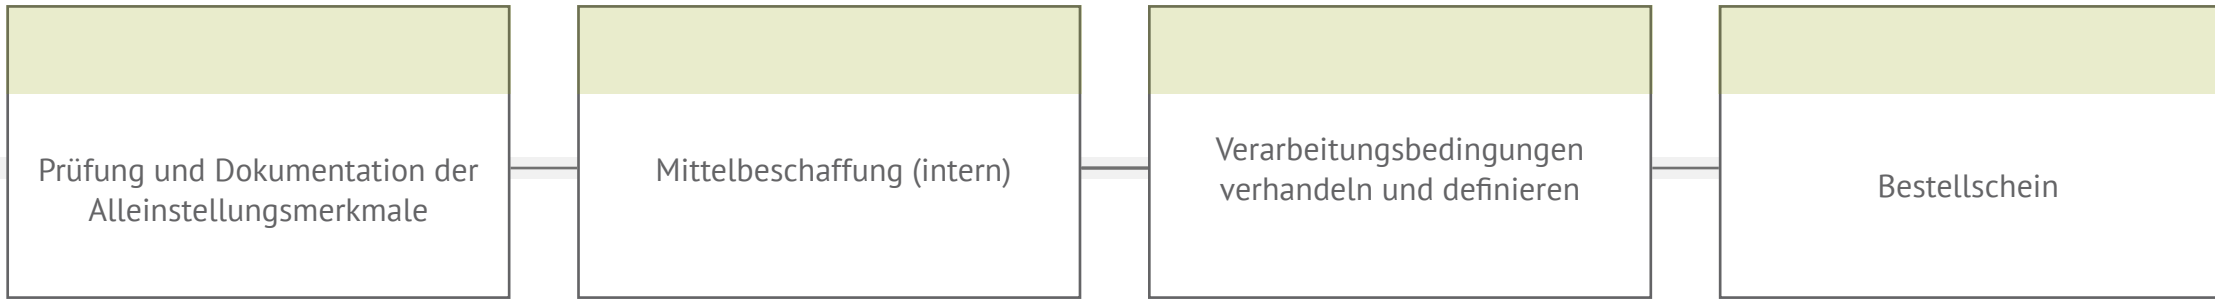 Prüfung und Dokumentation der
Alleinstellungsmerkmale
Mittelbeschaffung (intern)
Verarbeitungsbedingungen
verhandeln und definieren
Bestellschein